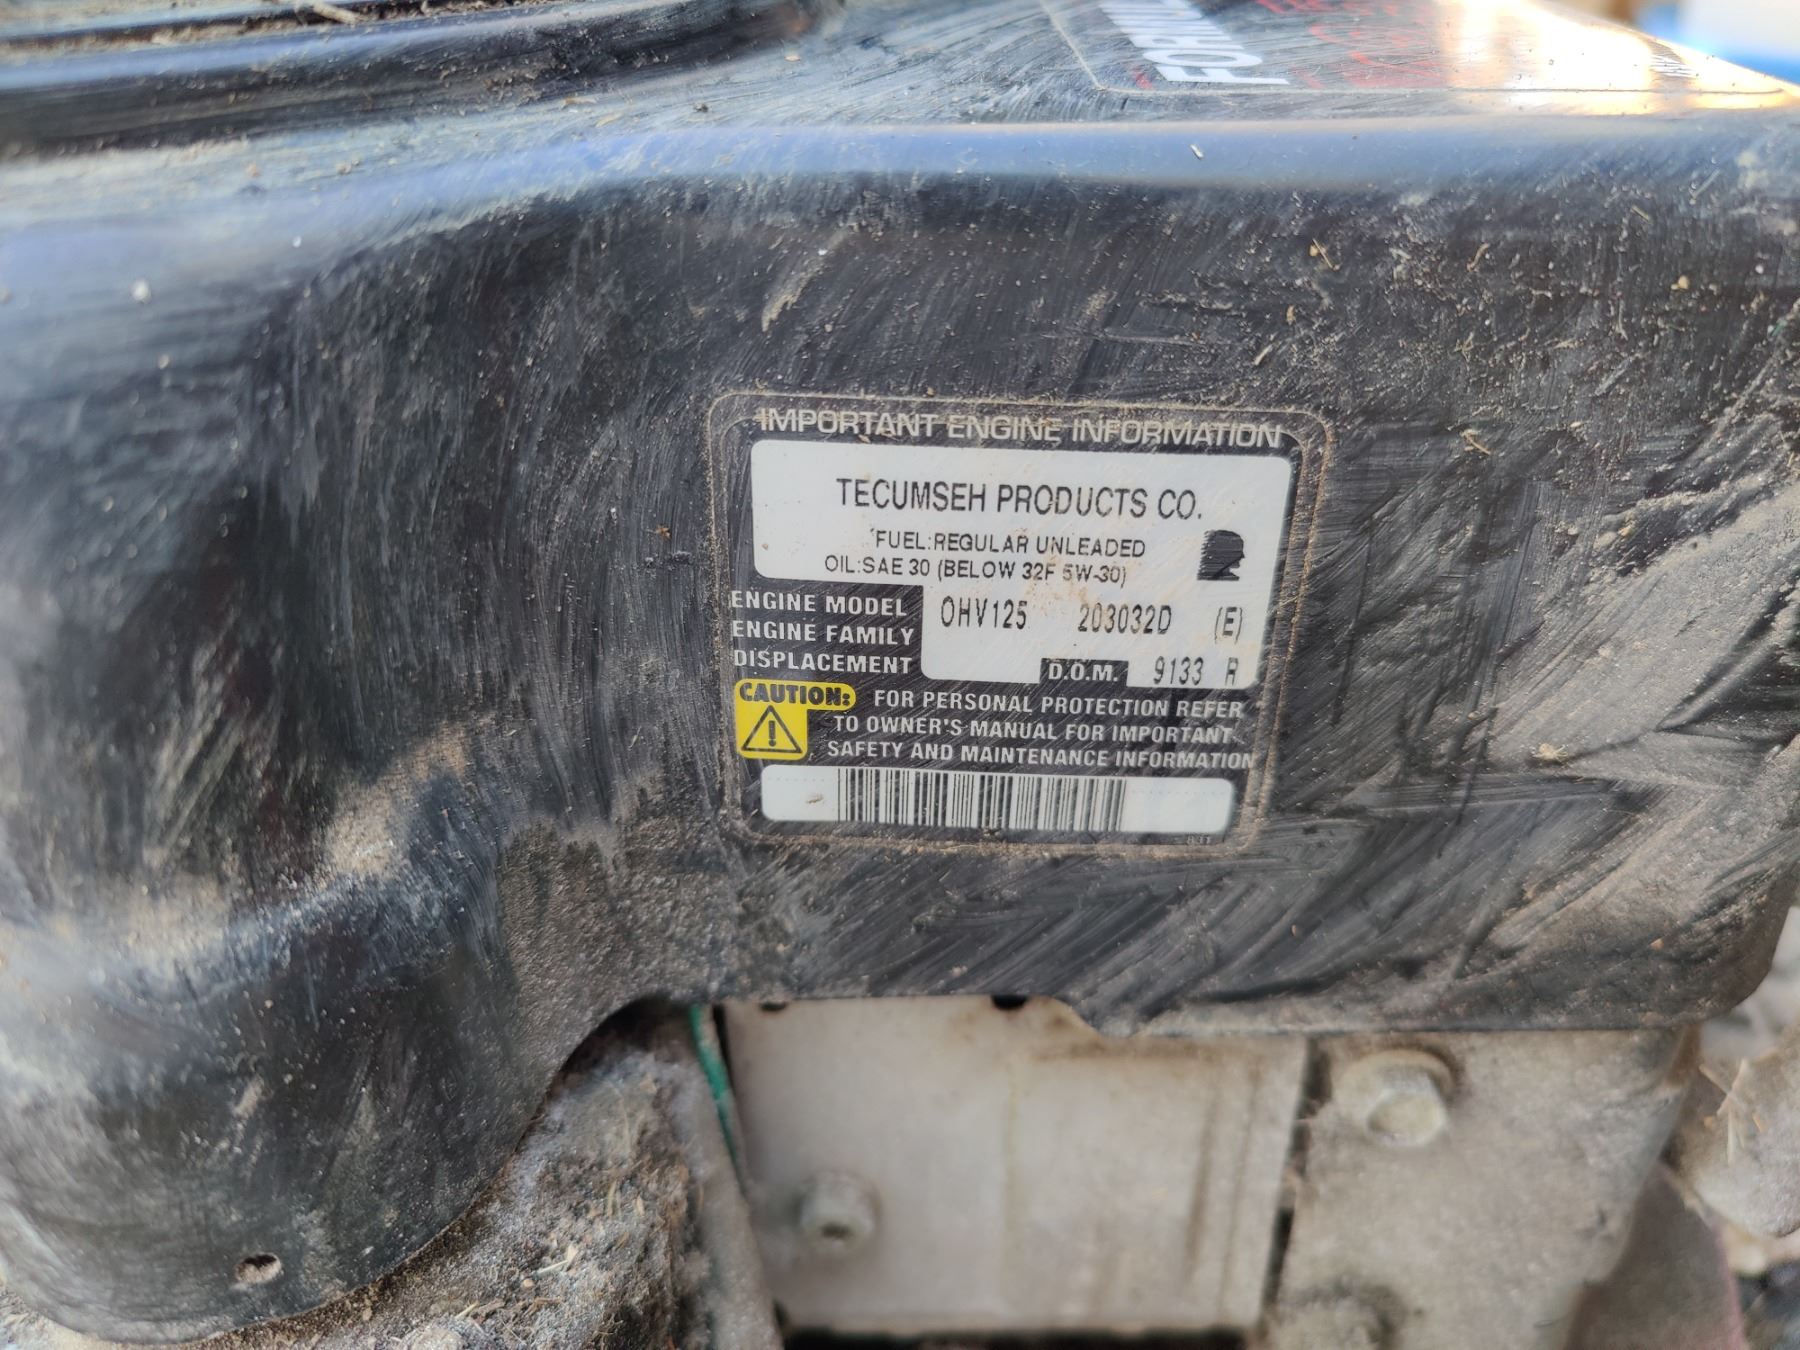 FORMU
IMPORTANT ENGINE INFORMATION
TECUMSEH PRODUCTS CO.
FUEL:REGULAR UNLEADED
OIL:SAE 30 (BELOW 32F 5W-30)
ENGINE MODEL OHV125 203032D (E)
ENGINE FAMILY
DISPLACEMENT D.O.M. 9133 R
CAUTION: FOR PERSONAL PROTECTION REFER
TO OWNER'S MANUAL FOR IMPORTANT
SAFETY AND MAINTENANCE INFORMATION